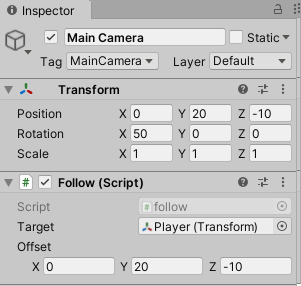 Inspector
Main Camera Static
Tag MainCamera Layer Default
Transform
Position X 0 Y 20 Z -10
Rotation X 50 Y 0 Z 0
Scale X 1 Y 1 Z 1
# Follow (Script)
Script # follow
Target Player (Transform)
Offset
X 0 Y 20 Z -10